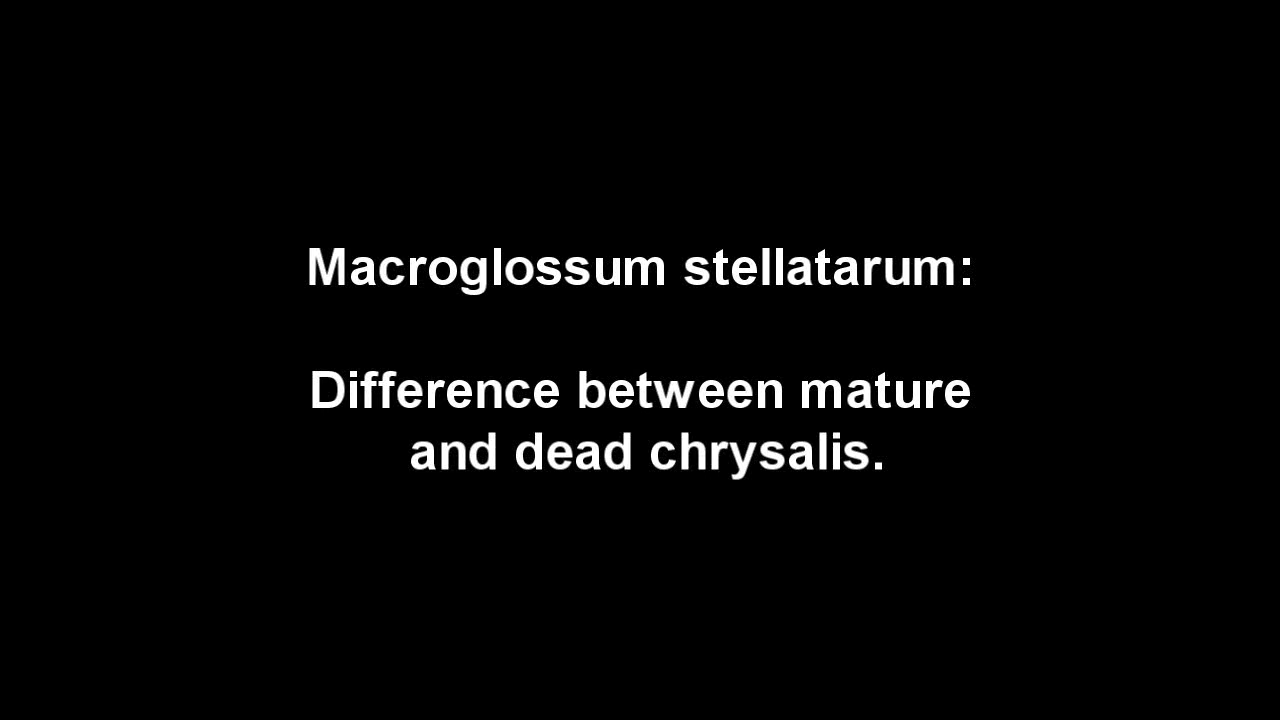 Macroglossum stellatarum:
Difference between mature
and dead chrysalis.